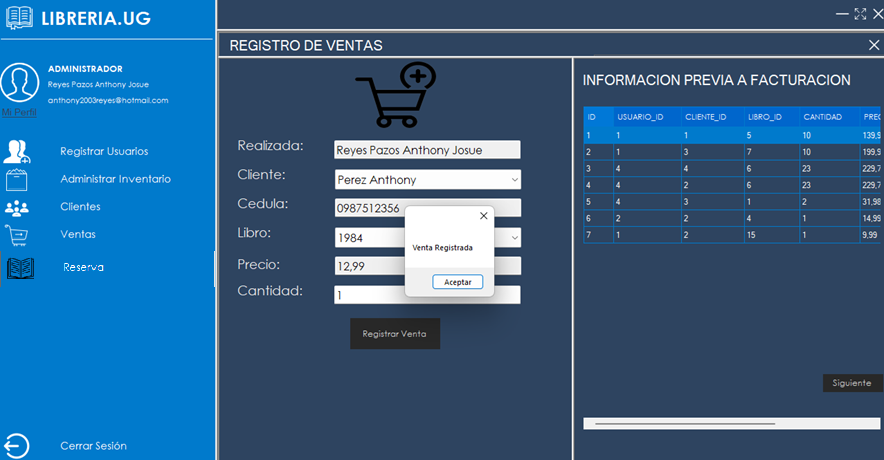 LIBRERIA.UG
ADMINISTRADOR
Reyes Pazos Anthony Josue
anthony2003reyes@hotmail.com
Mi Perfil
Registrar Usuarios
Administrar Inventario
Clientes
Ventas
Reserva
Cerrar Sesión
REGISTRO DE VENTAS
Realizada: Reyes Pazos Anthony Josue
Cliente: Perez Anthony
Cedula: 0987512356
Libro: 1984
Precio: 12,99
Cantidad: 1
Registrar Venta
Venta Registrada
Aceptar
INFORMACION PREVIA A FACTURACION
ID USUARIO_ID CLIENTE_ID LIBRO_ID CANTIDAD PREC
1 1 1 5 10 139,9
2 1 3 7 10 199,9
3 4 4 6 23 229,7
4 4 2 6 23 229,7
5 4 3 1 2 31,98
6 2 2 4 1 14,99
7 1 2 15 1 9,99
Siguiente